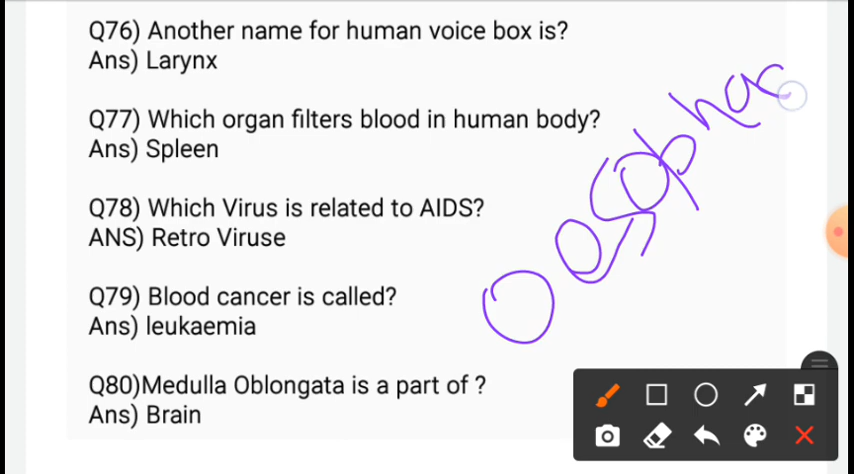 Q76) Another name for human voice box is?
Ans) Larynx
Q77) Which organ filters blood in human body?
Ans) Spleen
Q78) Which Virus is related to AIDS?
ANS) Retro Viruse
Q79) Blood cancer is called?
Ans) leukaemia
Q80)Medulla Oblongata is a part of ?
Ans) Brain
Oesophar